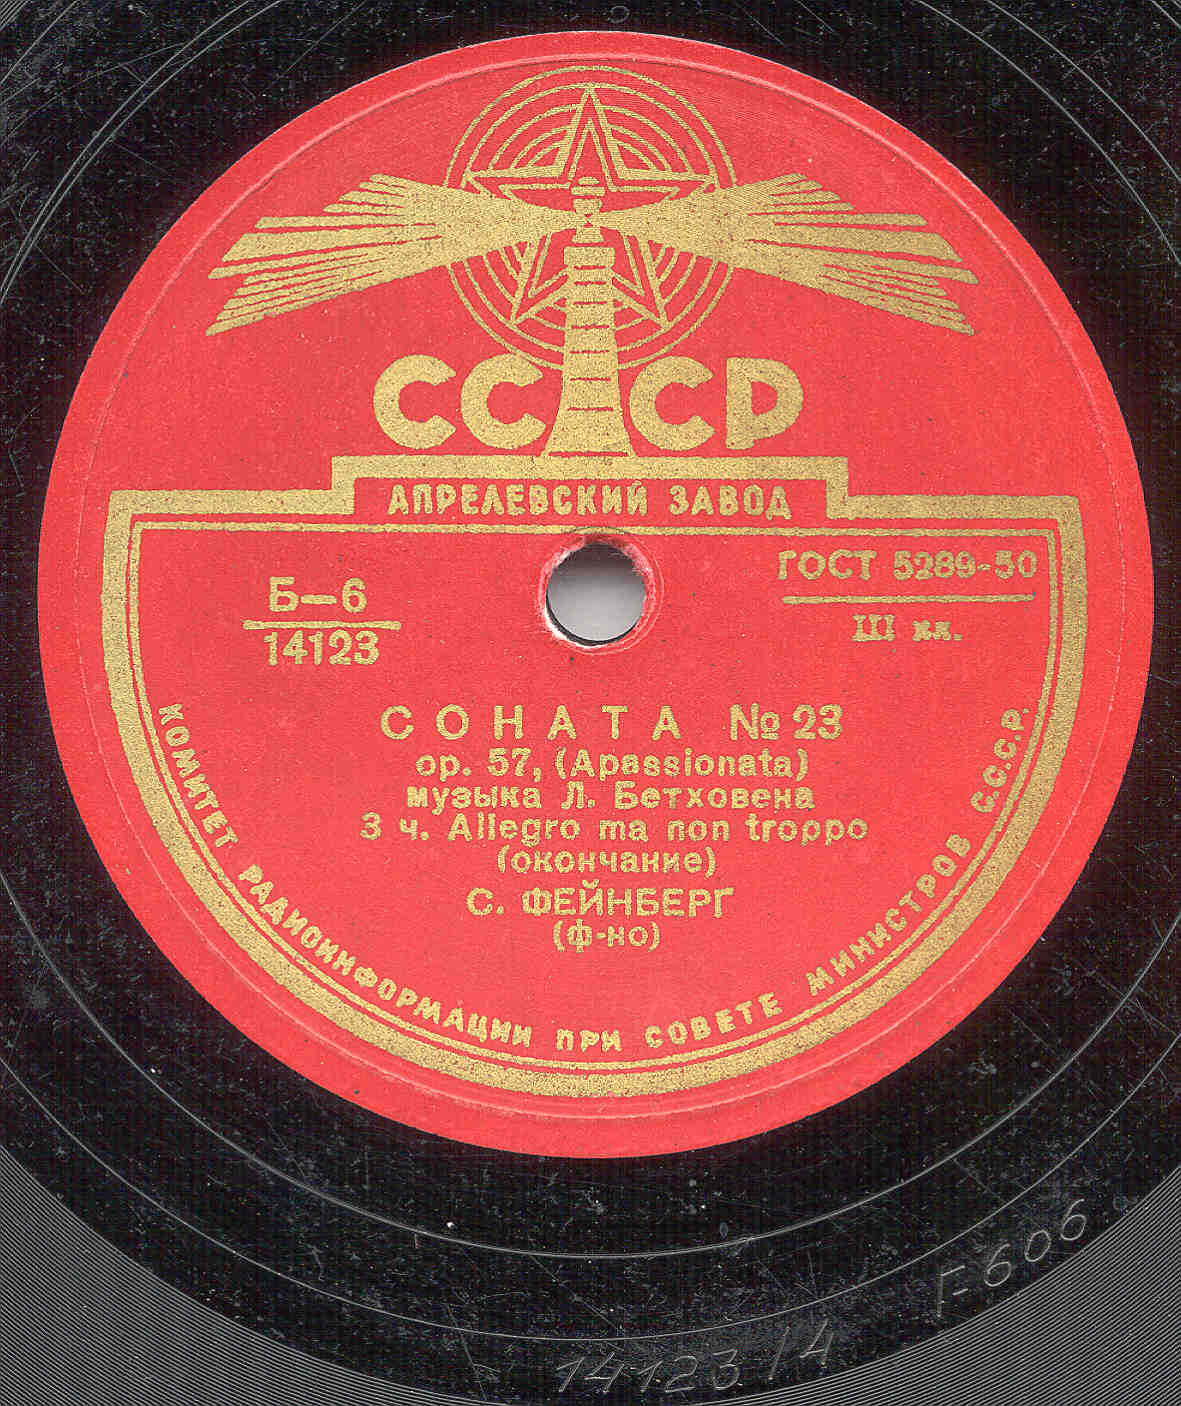 СССР
АПРЕЛЕВСКИЙ ЗАВОД
ГОСТ 5289-50
III кл.
Б-6
14123
СОНАТА №23
op. 57, (Apassionata)
музыка Л. Бетховена
3 ч. Allegro ma non troppo
(окончание)
С. ФЕЙНБЕРГ
(ф-но)
КОМИТЕТ РАДИОИНФОРМАЦИИ ПРИ СОВЕТЕ МИНИСТРОВ С.С.С.Р.
Г-606
14123/4